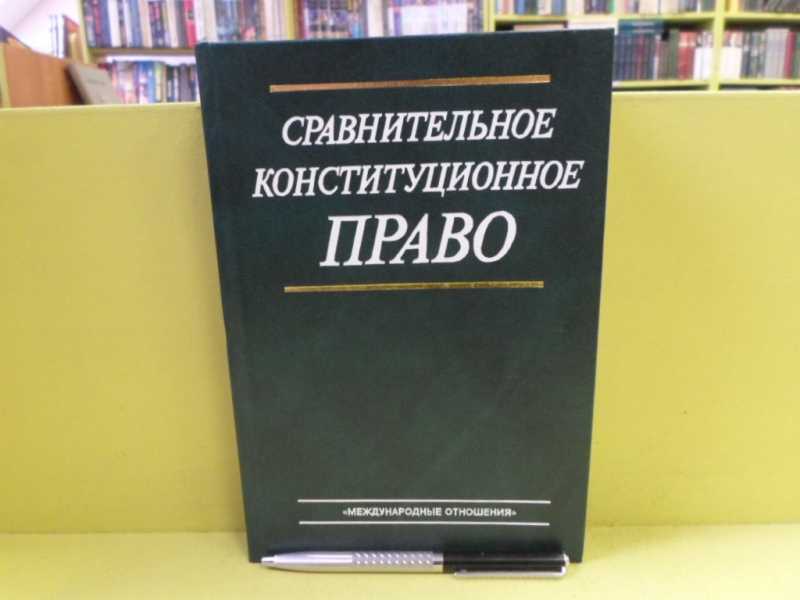 СРАВНИТЕЛЬНОЕ
КОНСТИТУЦИОННОЕ
ПРАВО
«МЕЖДУНАРОДНЫЕ ОТНОШЕНИЯ»